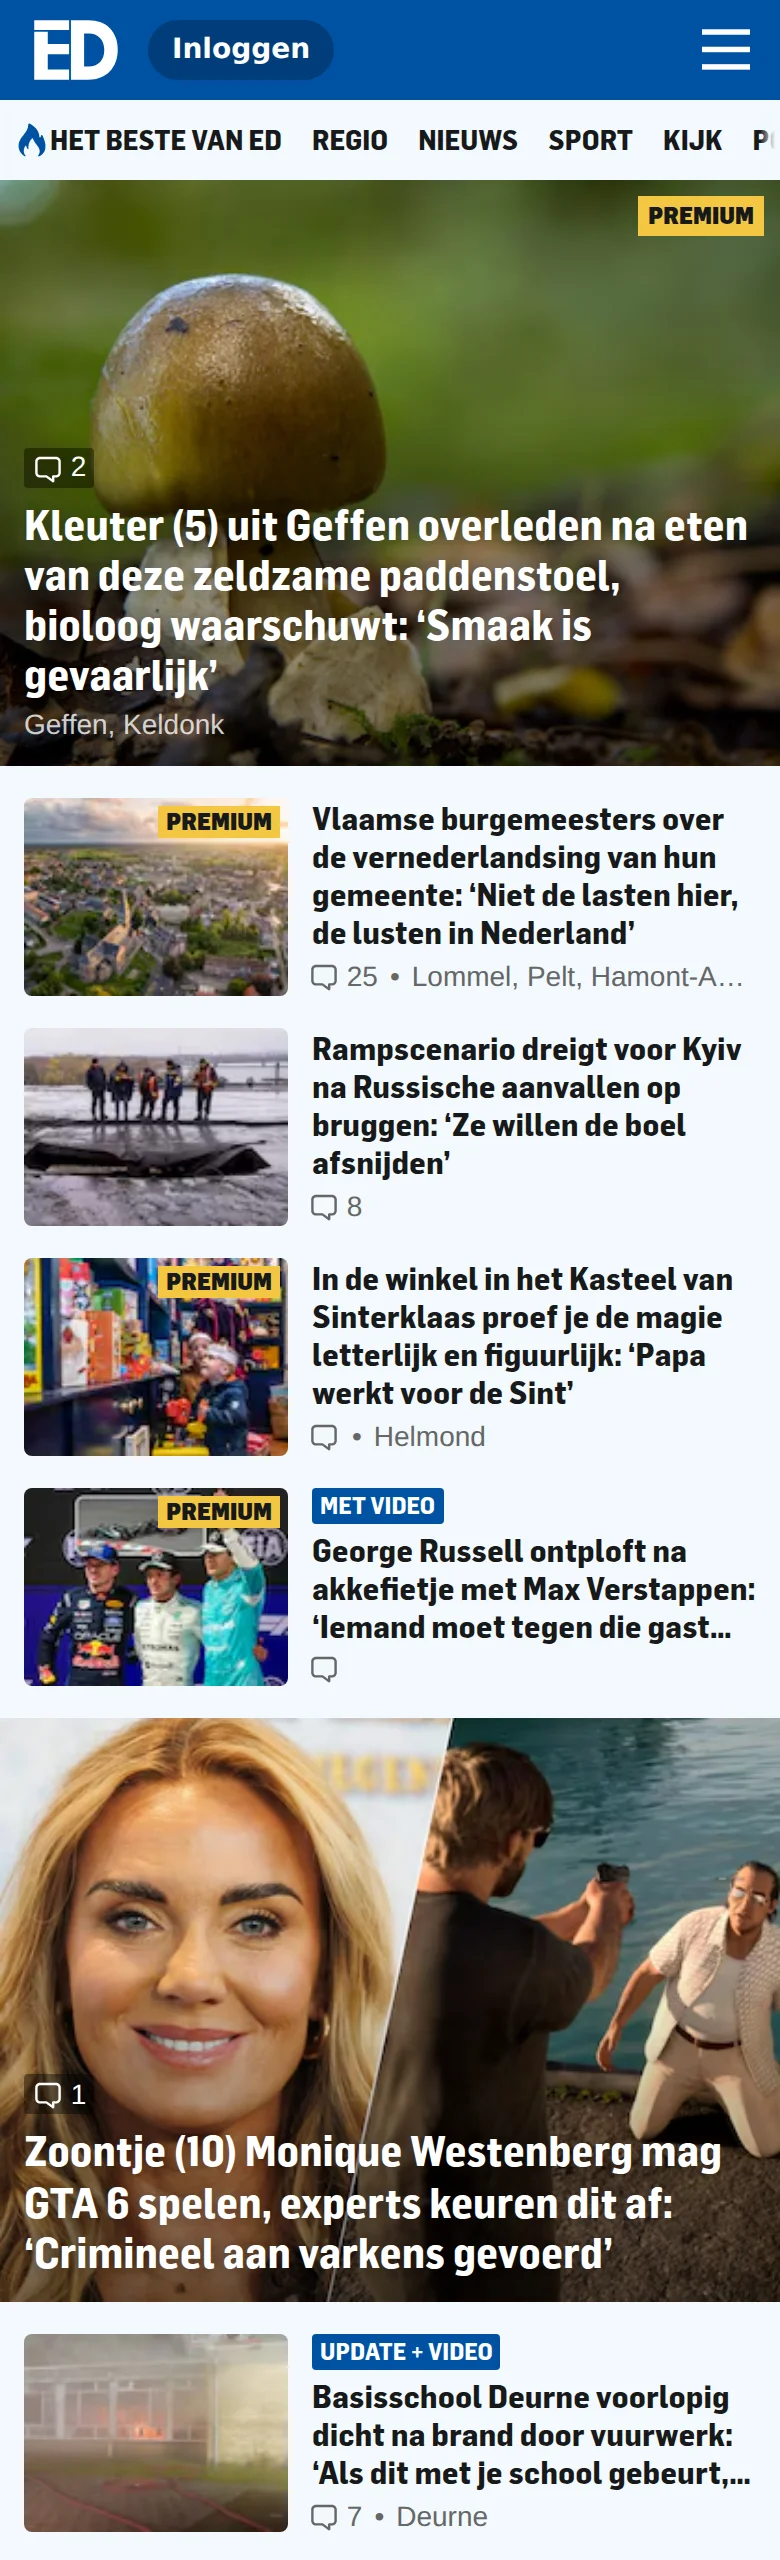 ED
Inloggen
HET BESTE VAN ED
REGIO
NIEUWS
SPORT
KIJK
PREMIUM
2
Kleuter (5) uit Geffen overleden na eten
van deze zeldzame paddenstoel,
bioloog waarschuwt: ‘Smaak is
gevaarlijk’
Geffen, Keldonk
PREMIUM
Vlaamse burgemeesters over
de vernederlandsing van hun
gemeente: ‘Niet de lasten hier,
de lusten in Nederland’
25 • Lommel, Pelt, Hamont-A…
Rampscenario dreigt voor Kyiv
na Russische aanvallen op
bruggen: ‘Ze willen de boel
afsnijden’
8
PREMIUM
In de winkel in het Kasteel van
Sinterklaas proef je de magie
letterlijk en figuurlijk: ‘Papa
werkt voor de Sint’
• Helmond
PREMIUM
MET VIDEO
George Russell ontploft na
akkefietje met Max Verstappen:
‘Iemand moet tegen die gast...
1
Zoontje (10) Monique Westenberg mag
GTA 6 spelen, experts keuren dit af:
‘Crimineel aan varkens gevoerd’
UPDATE + VIDEO
Basisschool Deurne voorlopig
dicht na brand door vuurwerk:
‘Als dit met je school gebeurt,...
7 • Deurne